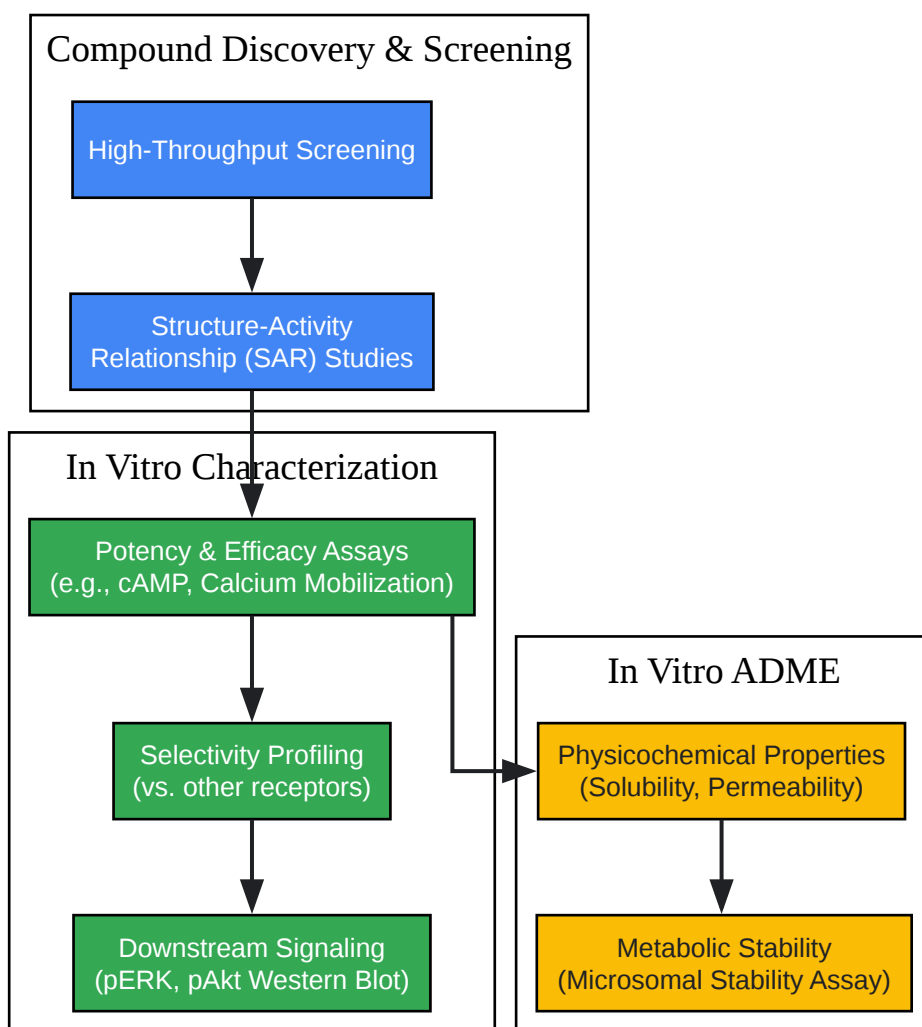 Compound Discovery & Screening
High-Throughput Screening
Structure-Activity
Relationship (SAR) Studies
In Vitro Characterization
Potency & Efficacy Assays
(e.g., cAMP, Calcium Mobilization)
Selectivity Profiling
(vs. other receptors)
Downstream Signaling
(pERK, pAkt Western Blot)
In Vitro ADME
Physicochemical Properties
(Solubility, Permeability)
Metabolic Stability
(Microsomal Stability Assay)